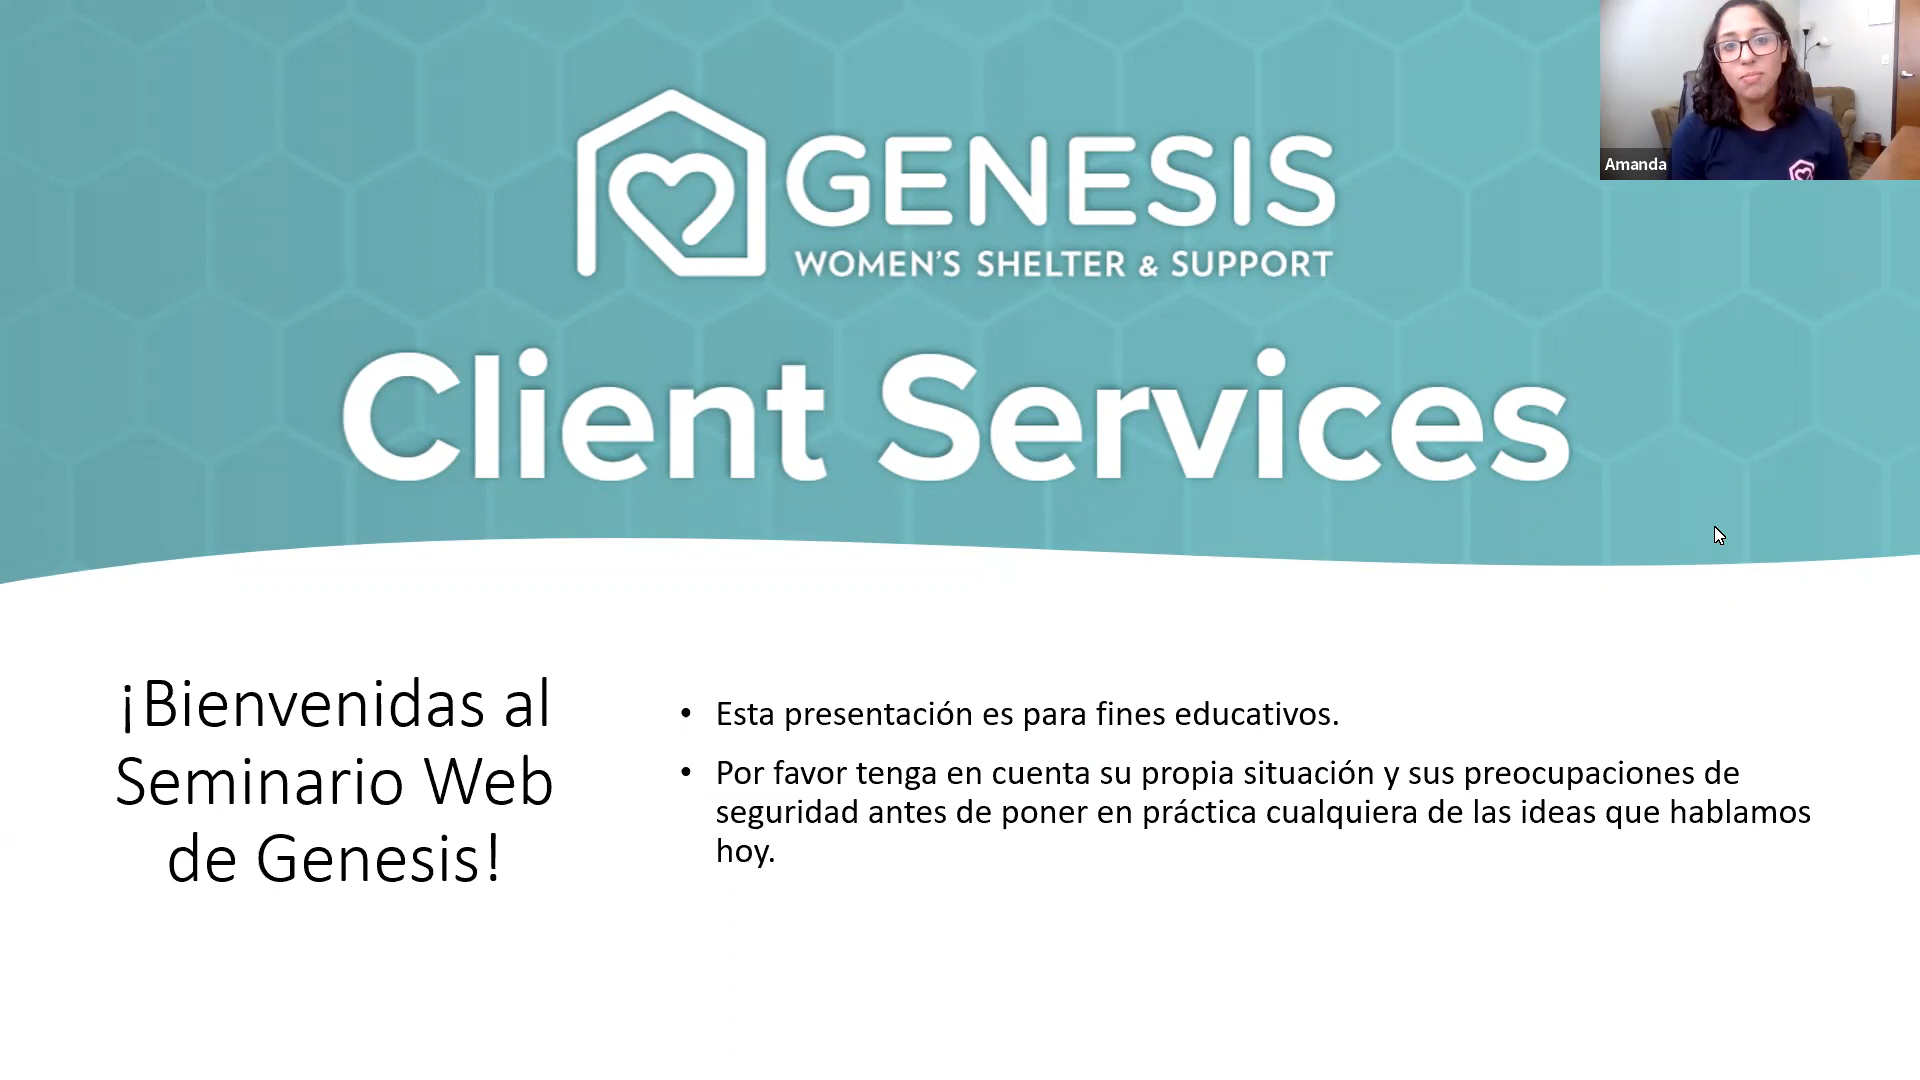 GENESIS
WOMEN'S SHELTER & SUPPORT
Amanda
Client Services
¡Bienvenidas al
Seminario Web
de Genesis!
• Esta presentación es para fines educativos.
• Por favor tenga en cuenta su propia situación y sus preocupaciones de
seguridad antes de poner en práctica cualquiera de las ideas que hablamos
hoy.